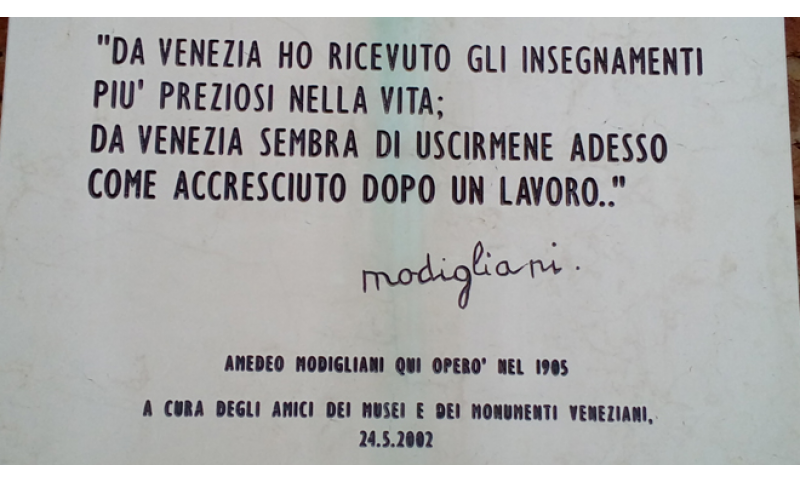 "DA VENEZIA HO RICEVUTO GLI INSEGNAMENTI
PIU' PREZIOSI NELLA VITA;
DA VENEZIA SEMBRA DI USCIRMENE ADESSO
COME ACCRESCIUTO DOPO UN LAVORO.."
modigliani.
AMEDEO MODIGLIANI QUI OPERO' NEL 1905
A CURA DEGLI AMICI DEI MUSEI E DEI MONUMENTI VENEZIANI,
24.5.2002